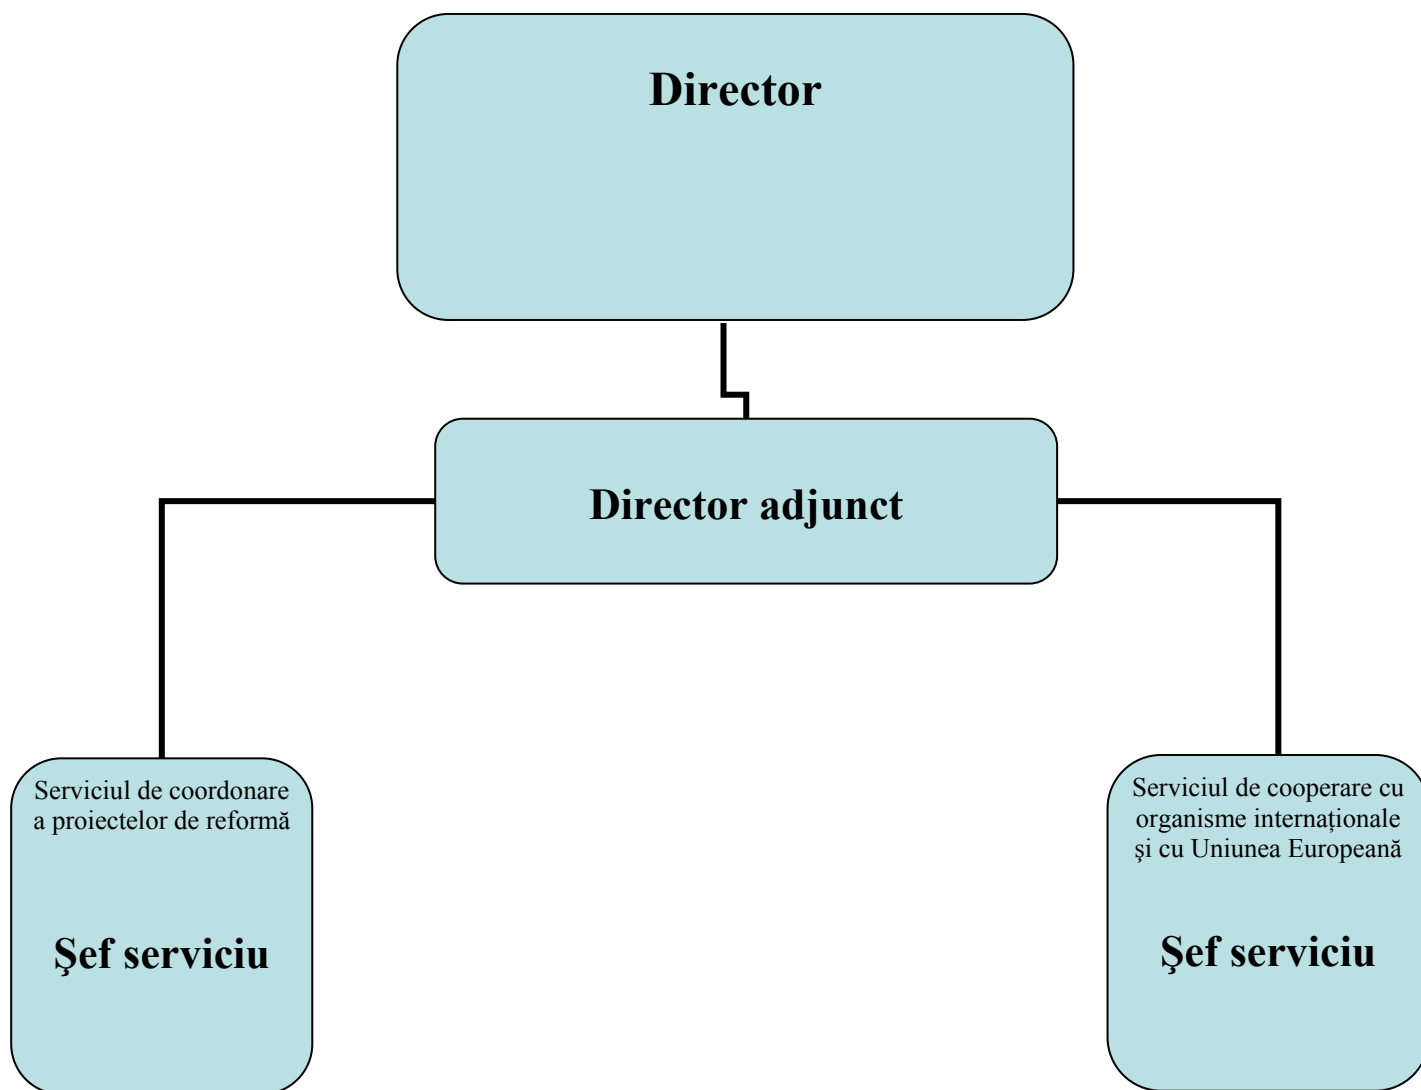 Director
Director adjunct
Serviciul de coordonare
a proiectelor de reformă
Şef serviciu
Serviciul de cooperare cu
organisme internaţionale
şi cu Uniunea Europeană
Şef serviciu